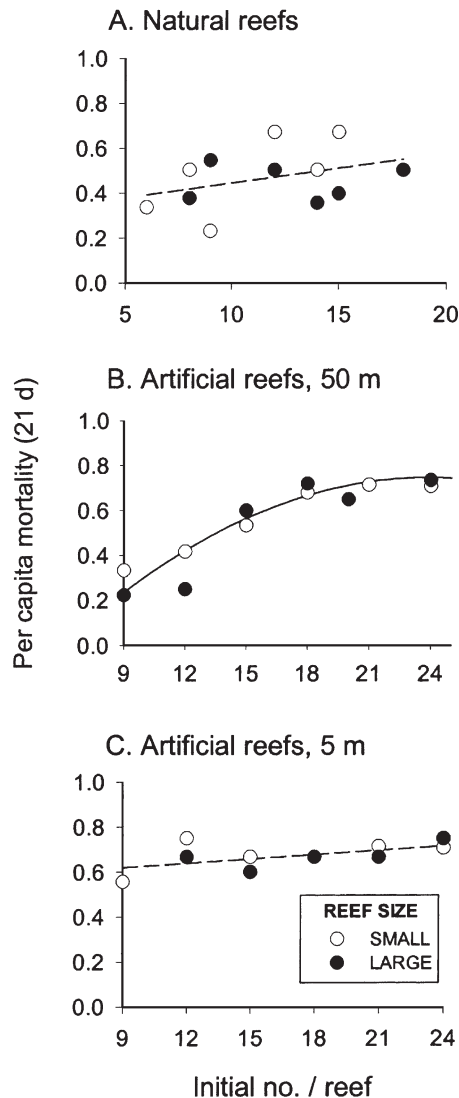 A. Natural reefs
1.0
0.8
0.6
0.4
0.2
0.0
5 10 15 20
B. Artificial reefs, 50 m
Per capita mortality (21 d)
1.0
0.8
0.6
0.4
0.2
0.0
9 12 15 18 21 24
C. Artificial reefs, 5 m
1.0
0.8
0.6
0.4
0.2
0.0
REEF SIZE
SMALL
LARGE
9 12 15 18 21 24
Initial no. / reef